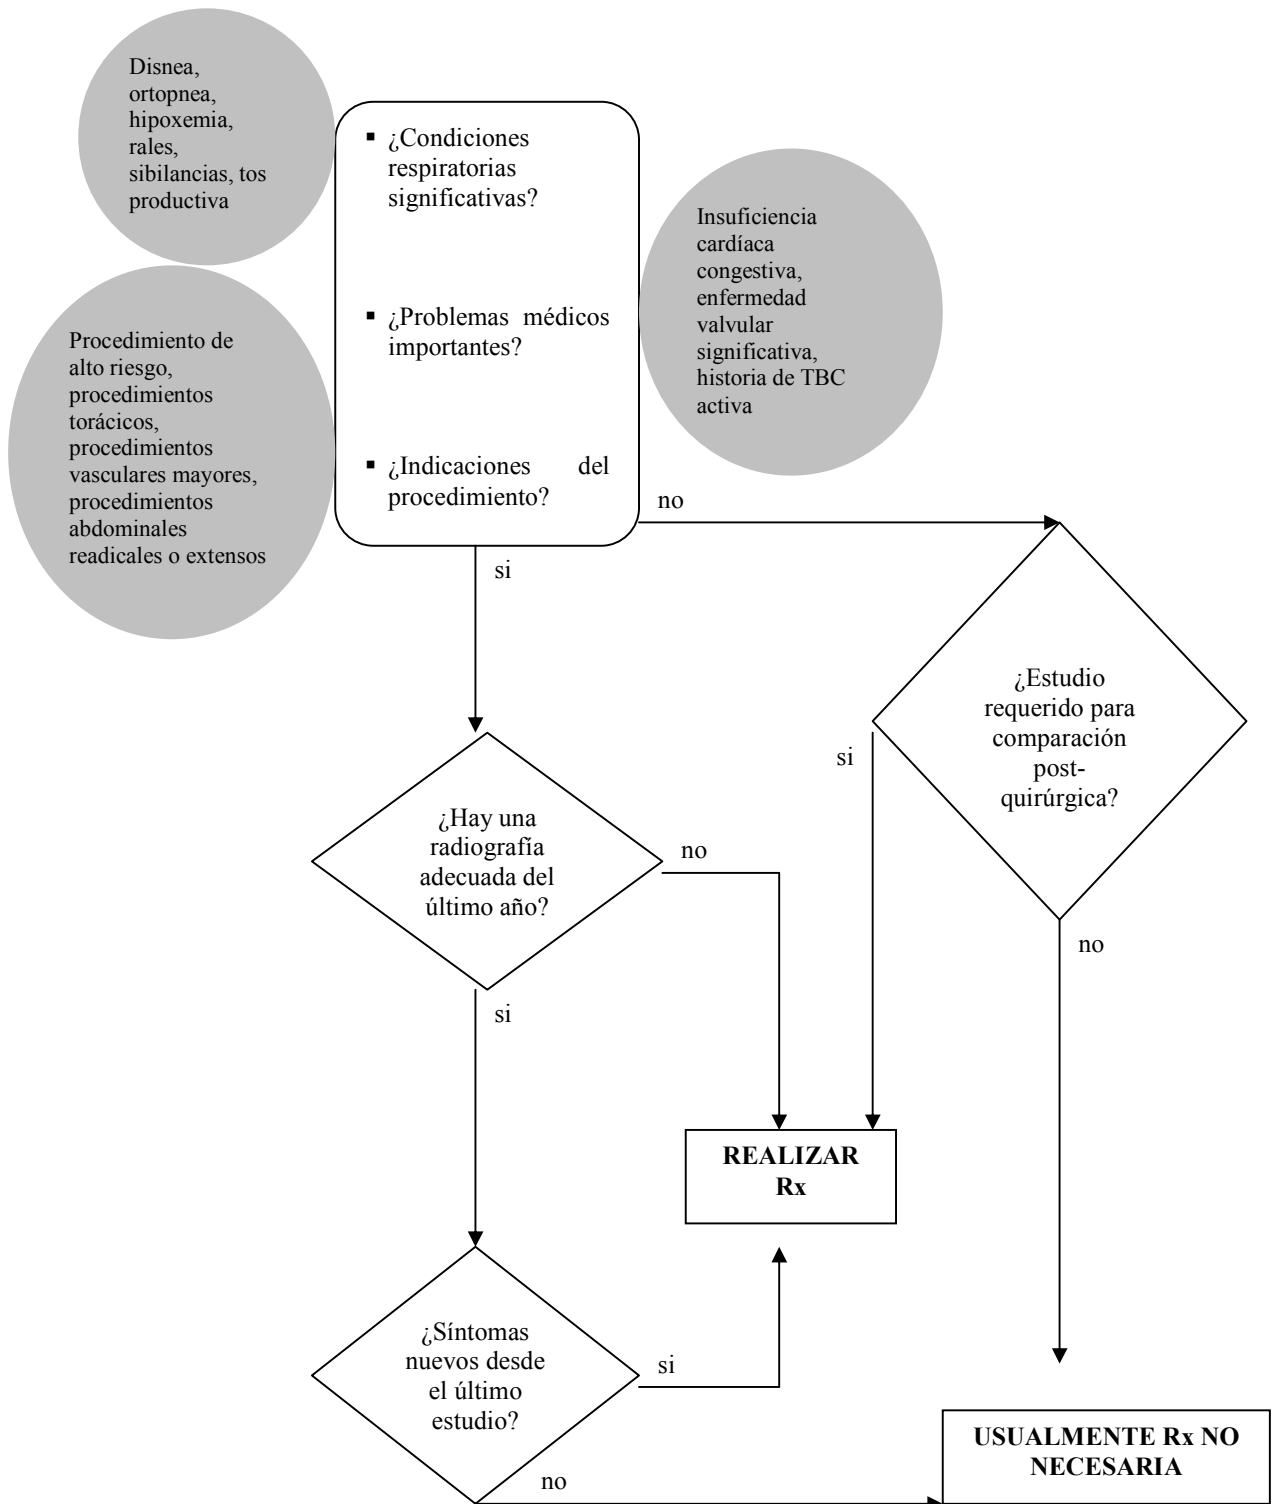 Disnea,
ortopnea,
hipoxemia,
rales,
sibilancias, tos
productiva
▪ ¿Condiciones
respiratorias
significativas?
▪ ¿Problemas médicos
importantes?
▪ ¿Indicaciones del
procedimiento?
Insuficiencia
cardíaca
congestiva,
enfermedad
valvular
significativa,
historia de TBC
activa
Procedimiento de
alto riesgo,
procedimientos
torácicos,
procedimientos
vasculares mayores,
procedimientos
abdominales
readicales o extensos
no
si
¿Estudio
requerido para
comparación
post-
quirúrgica?
si
no
¿Hay una
radiografía
adecuada del
último año?
no
si
REALIZAR
Rx
¿Síntomas
nuevos desde
el último
estudio?
si
no
USUALMENTE Rx NO
NECESARIA